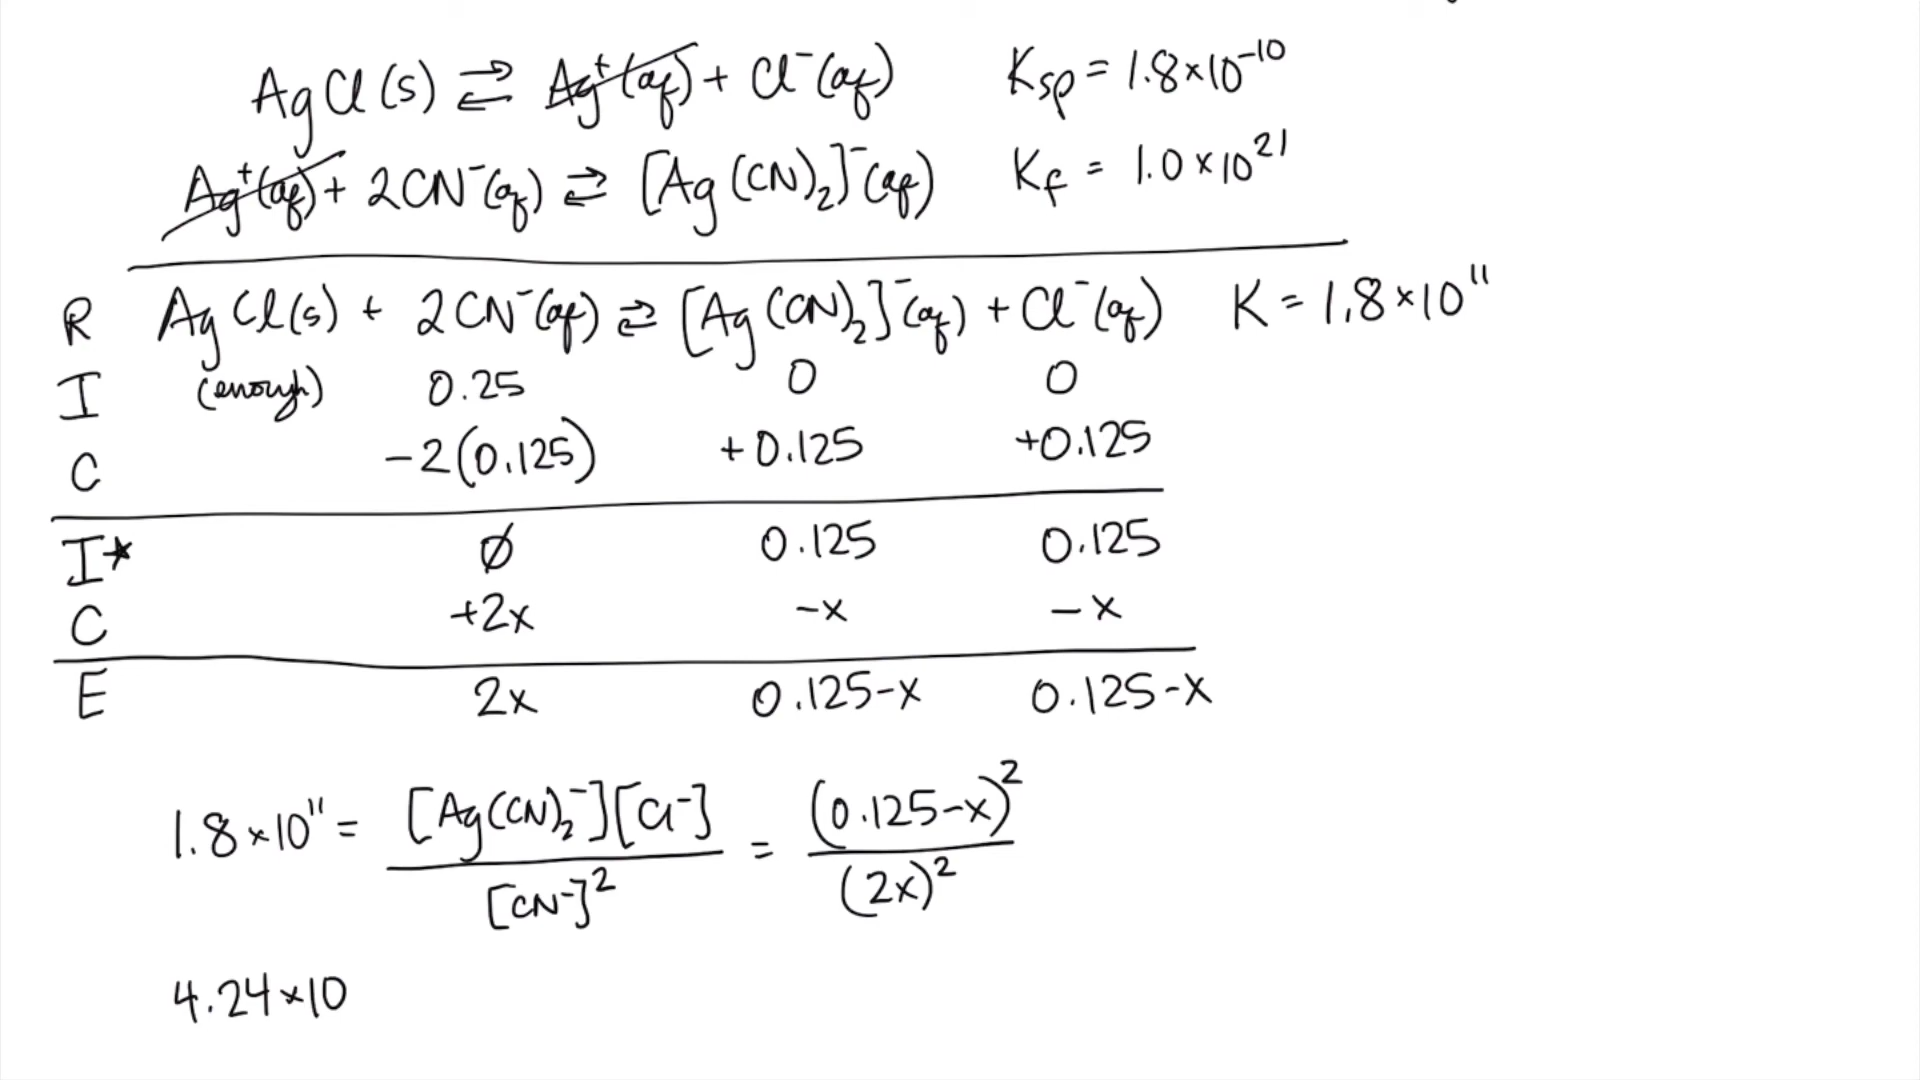 AgCl(s) ⇌ Ag⁺(aq) + Cl⁻(aq) Ksp = 1.8×10⁻¹⁰
Ag⁺(aq) + 2CN⁻(aq) ⇌ [Ag(CN)₂]⁻(aq) Kf = 1.0×10²¹
R AgCl(s) + 2CN⁻(aq) ⇌ [Ag(CN)₂]⁻(aq) + Cl⁻(aq) K = 1.8×10¹¹
I (enough) 0.25 0 0
C -2(0.125) +0.125 +0.125
I★ ∅ 0.125 0.125
C +2x -x -x
E 2x 0.125-x 0.125-x
1.8×10¹¹ = [Ag(CN)₂⁻][Cl⁻] / [CN⁻]² = (0.125-x)² / (2x)²
4.24×10